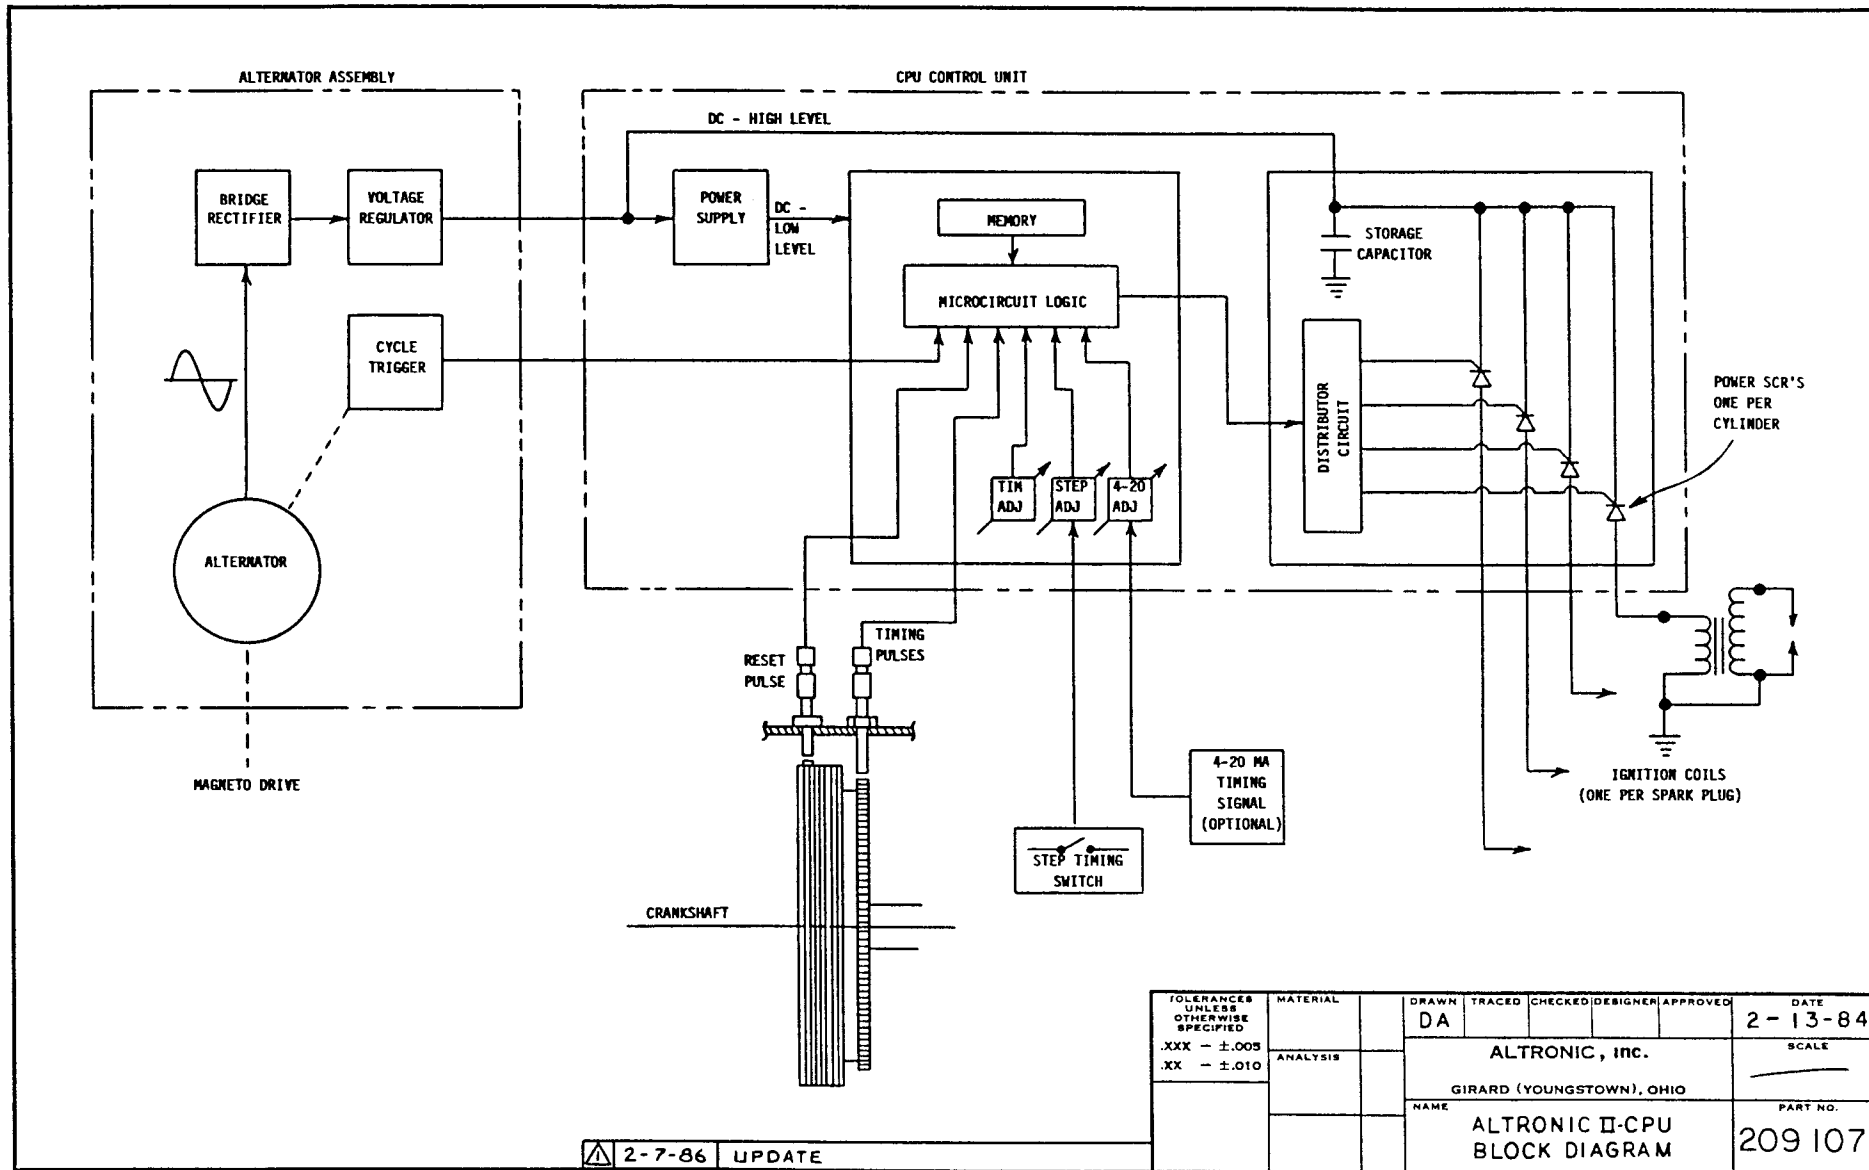 ALTERNATOR ASSEMBLY
CPU CONTROL UNIT
DC - HIGH LEVEL
BRIDGE
RECTIFIER
VOLTAGE
REGULATOR
POWER
SUPPLY
DC -
LOW
LEVEL
MEMORY
MICROCIRCUIT LOGIC
STORAGE
CAPACITOR
CYCLE
TRIGGER
DISTRIBUTOR
CIRCUIT
POWER SCR'S
ONE PER
CYLINDER
TIM
ADJ
STEP
ADJ
4-20
ADJ
ALTERNATOR
RESET
PULSE
TIMING
PULSES
MAGNETO DRIVE
4-20 MA
TIMING
SIGNAL
(OPTIONAL)
STEP TIMING
SWITCH
IGNITION COILS
(ONE PER SPARK PLUG)
CRANKSHAFT
TOLERANCES
UNLESS
OTHERWISE
SPECIFIED
.XXX - ±.005
.XX - ±.010
MATERIAL
ANALYSIS
DRAWN
DA
TRACED
CHECKED
DESIGNER
APPROVED
DATE
2-13-84
ALTRONIC, INC.
GIRARD (YOUNGSTOWN), OHIO
SCALE
NAME
ALTRONIC II-CPU
BLOCK DIAGRAM
PART NO.
209 107
1 2-7-86 UPDATE